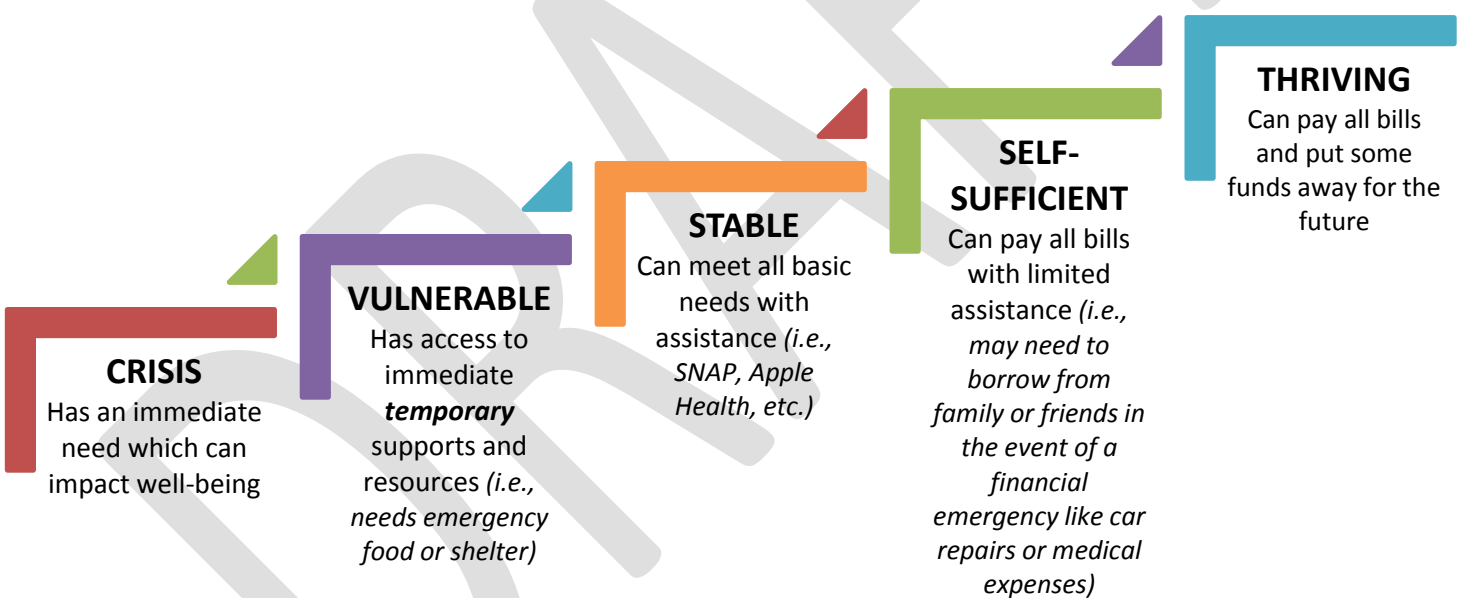 CRISIS
Has an immediate
need which can
impact well-being
VULNERABLE
Has access to
immediate
temporary
supports and
resources (i.e.,
needs emergency
food or shelter)
STABLE
Can meet all basic
needs with
assistance (i.e.,
SNAP, Apple
Health, etc.)
SELF-
SUFFICIENT
Can pay all bills
with limited
assistance (i.e.,
may need to
borrow from
family or friends in
the event of a
financial
emergency like car
repairs or medical
expenses)
THRIVING
Can pay all bills
and put some
funds away for the
future